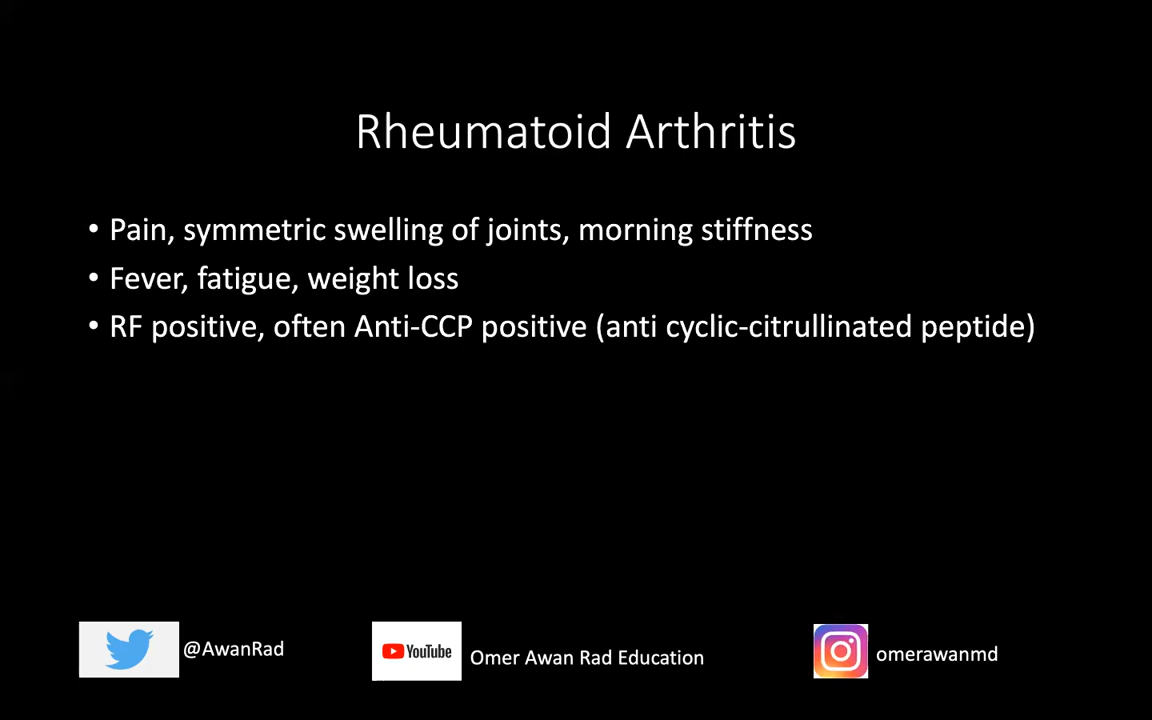 Rheumatoid Arthritis
• Pain, symmetric swelling of joints, morning stiffness
• Fever, fatigue, weight loss
• RF positive, often Anti-CCP positive (anti cyclic-citrullinated peptide)
@AwanRad
YouTube
Omer Awan Rad Education
omerawanmd